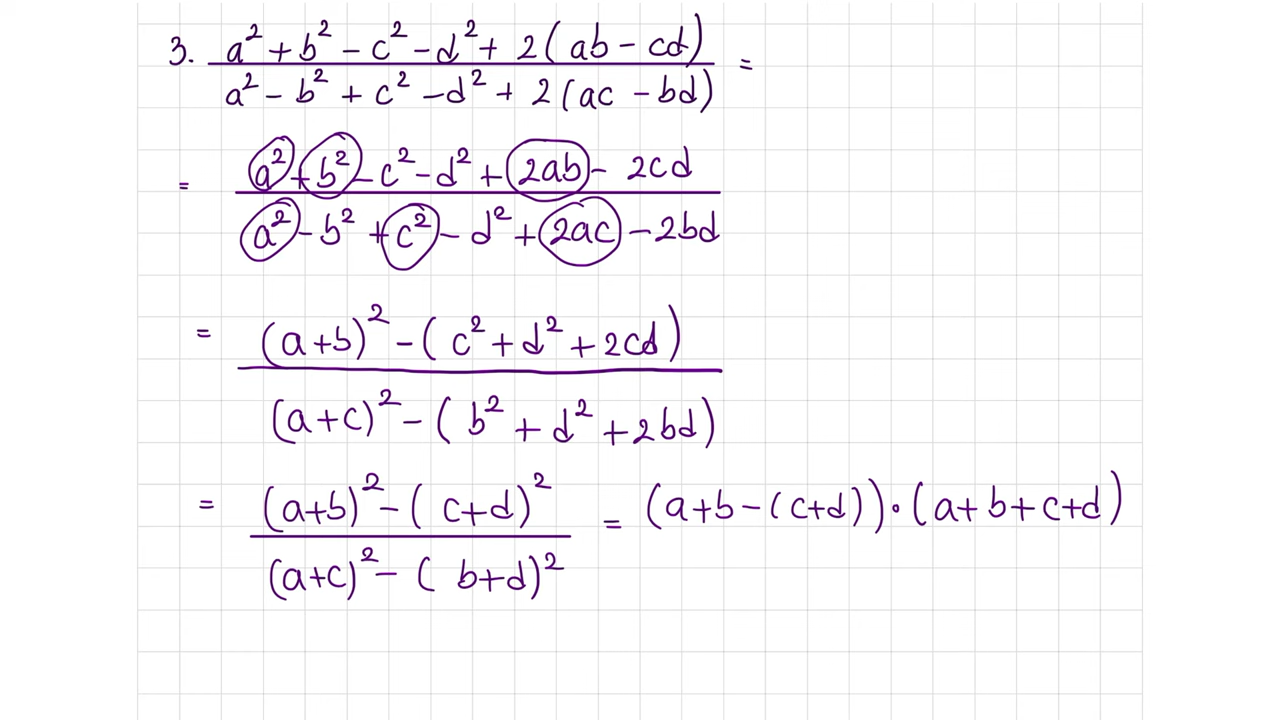 3. a² + b² - c² - d² + 2(ab - cd) =
a² - b² + c² - d² + 2(ac - bd)
= a² + b² - c² - d² + 2ab - 2cd
a² - b² + c² - d² + 2ac - 2bd
= (a+b)² - (c² + d² + 2cd)
(a+c)² - (b² + d² + 2bd)
= (a+b)² - (c+d)² = (a+b-(c+d))·(a+b+c+d)
(a+c)² - (b+d)²